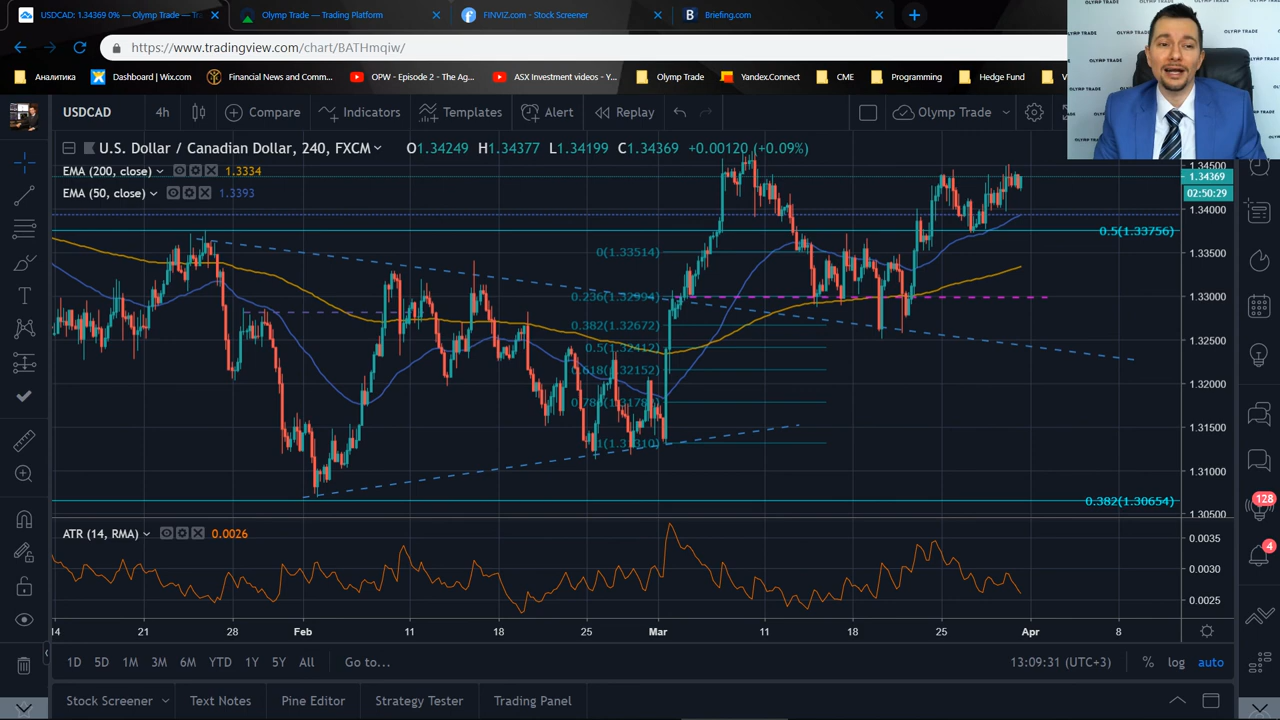 USDCAD: 1.34369 0% — Olymp Trade —
Olymp Trade — Trading Platform
FINVIZ.com - Stock Screener
Briefing.com
https://www.tradingview.com/chart/BATHmqiw/
Аналитика
Dashboard | Wix.com
Financial News and Comm...
OPW - Episode 2 - The Ag...
ASX Investment videos - Y...
Olymp Trade
Yandex.Connect
CME
Programming
Hedge Fund
OLYMP TRADE
USDCAD
4h
Compare
Indicators
Templates
Alert
Replay
Olymp Trade
U.S. Dollar / Canadian Dollar, 240, FXCM O1.34249 H1.34377 L1.34199 C1.34369 +0.00120 (+0.09%)
EMA (200, close) 1.3334
EMA (50, close) 1.3393
1.34500
1.34369
02:50:29
1.34000
0.5(1.33756)
1.33500
0(1.33514)
0.236(1.32994)
1.33000
0.382(1.32672)
1.32500
0.5(1.32412)
0.618(1.32152)
1.32000
1.31500
1.31000
0.382(1.30654)
1.30500
ATR (14, RMA) 0.0026
0.0035
0.0030
0.0025
14 21 28 Feb 11 18 25 Mar 11 18 25 Apr 8
128
4
1D 5D 1M 3M 6M YTD 1Y 5Y All Go to... 13:09:31 (UTC+3) % log auto
Stock Screener
Text Notes
Pine Editor
Strategy Tester
Trading Panel